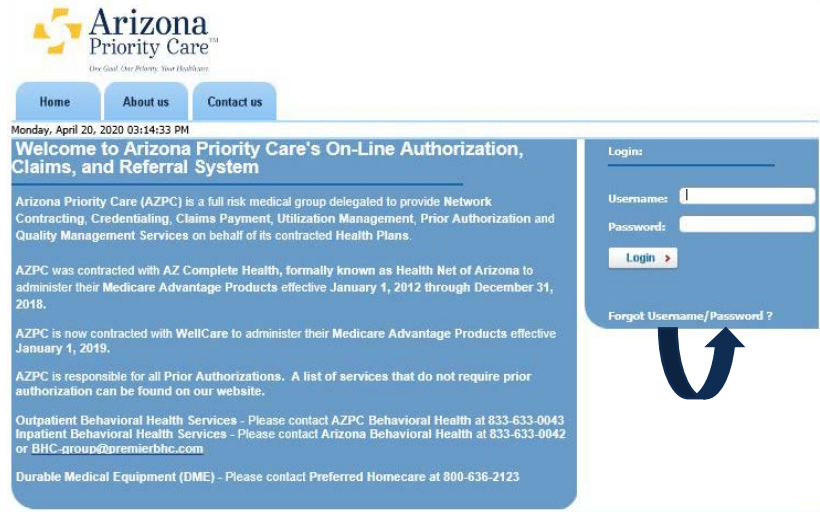 Arizona
Priority Care™
One Goal. One Priority. Your Healthcare.
Home
About us
Contact us
Monday, April 20, 2020 03:14:33 PM
Welcome to Arizona Priority Care's On-Line Authorization,
Claims, and Referral System
Arizona Priority Care (AZPC) is a full risk medical group delegated to provide Network
Contracting, Credentialing, Claims Payment, Utilization Management, Prior Authorization and
Quality Management Services on behalf of its contracted Health Plans.
AZPC was contracted with AZ Complete Health, formally known as Health Net of Arizona to
administer their Medicare Advantage Products effective January 1, 2012 through December 31,
2018.
AZPC is now contracted with WellCare to administer their Medicare Advantage Products effective
January 1, 2019.
AZPC is responsible for all Prior Authorizations. A list of services that do not require prior
authorization can be found on our website.
Outpatient Behavioral Health Services - Please contact AZPC Behavioral Health at 833-633-0043
Inpatient Behavioral Health Services - Please contact Arizona Behavioral Health at 833-633-0042
or BHC-group@premierbhc.com
Durable Medical Equipment (DME) - Please contact Preferred Homecare at 800-636-2123
Login:
Username:
Password:
Login >
Forgot Username/Password ?